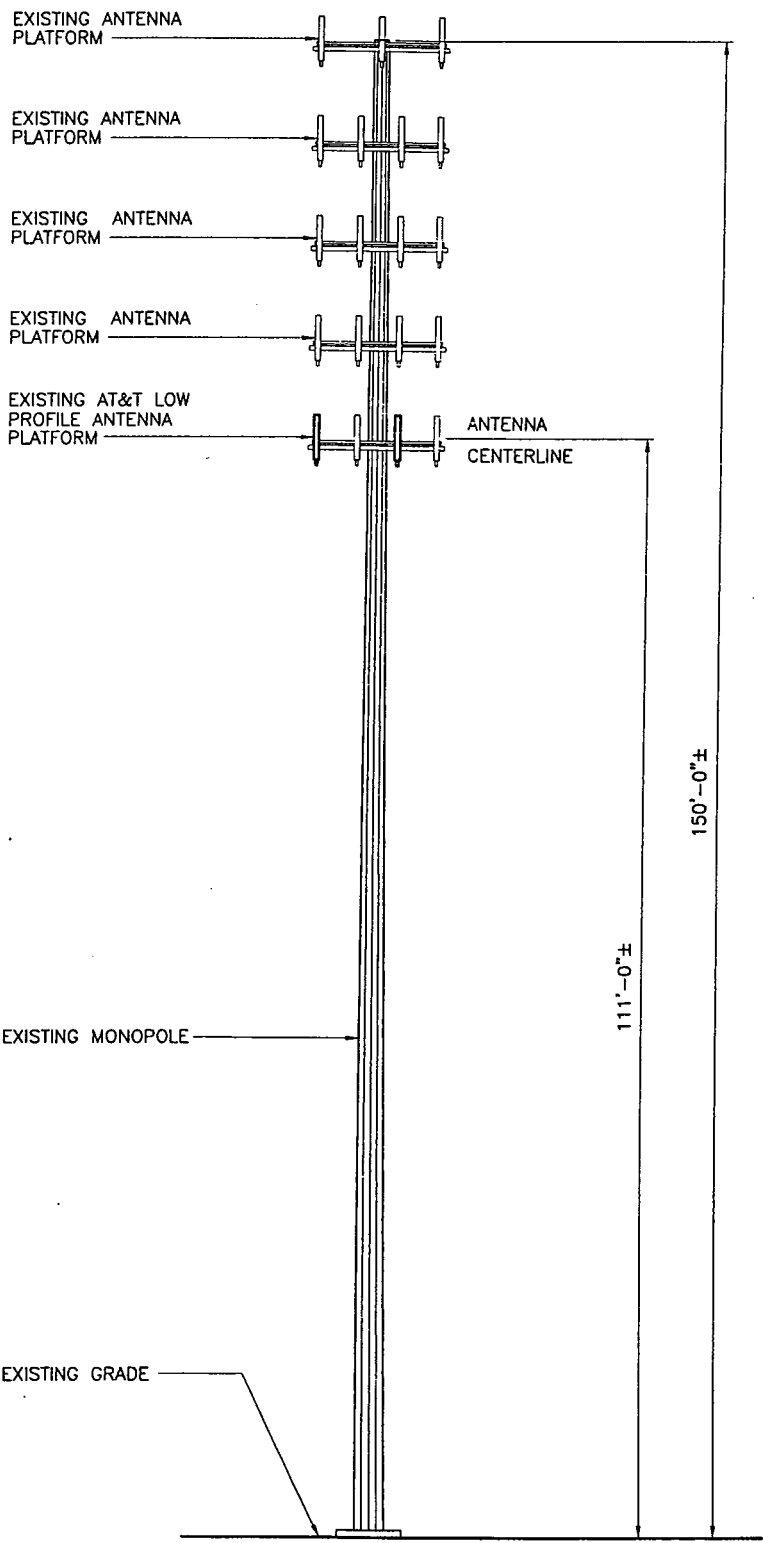 EXISTING ANTENNA
PLATFORM
EXISTING ANTENNA
PLATFORM
EXISTING ANTENNA
PLATFORM
EXISTING ANTENNA
PLATFORM
EXISTING AT&T LOW
PROFILE ANTENNA
PLATFORM
ANTENNA
CENTERLINE
150'-0"±
111'-0"±
EXISTING MONOPOLE
EXISTING GRADE